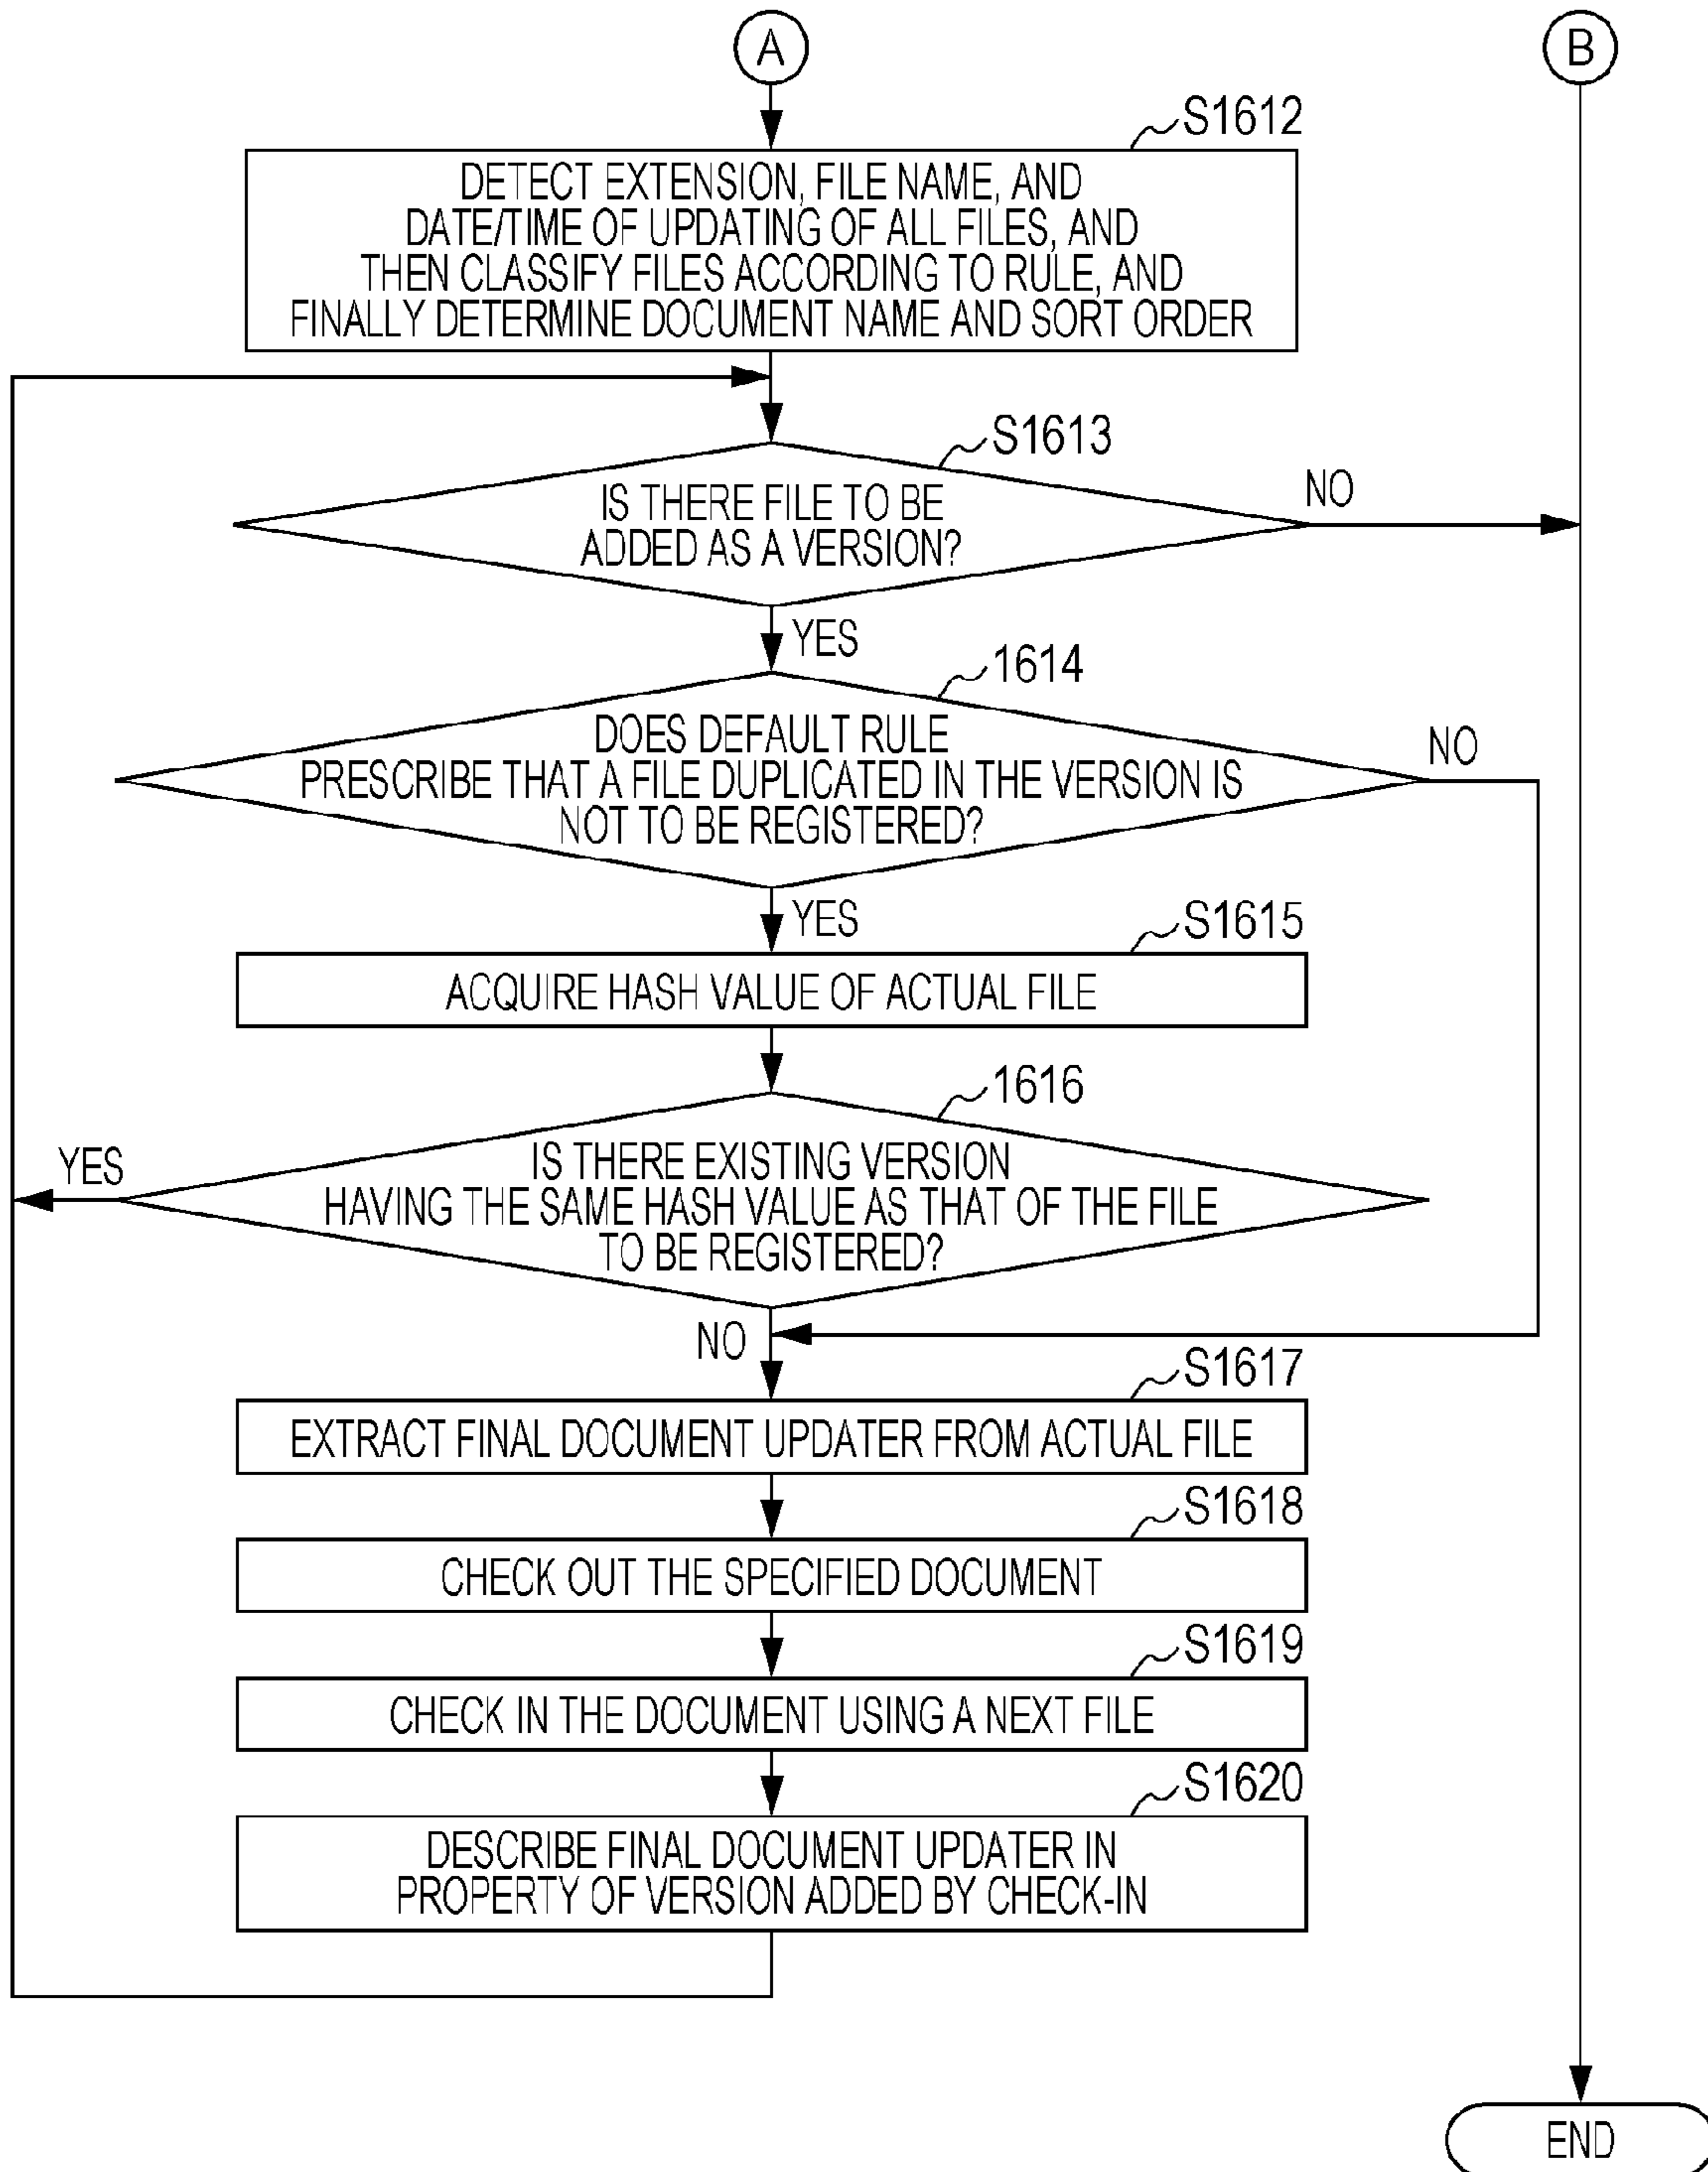 A
B
S1612
DETECT EXTENSION, FILE NAME, AND
DATE/TIME OF UPDATING OF ALL FILES, AND
THEN CLASSIFY FILES ACCORDING TO RULE, AND
FINALLY DETERMINE DOCUMENT NAME AND SORT ORDER
S1613
IS THERE FILE TO BE
ADDED AS A VERSION?
NO
YES
1614
DOES DEFAULT RULE
PRESCRIBE THAT A FILE DUPLICATED IN THE VERSION IS
NOT TO BE REGISTERED?
NO
YES
S1615
ACQUIRE HASH VALUE OF ACTUAL FILE
1616
IS THERE EXISTING VERSION
HAVING THE SAME HASH VALUE AS THAT OF THE FILE
TO BE REGISTERED?
YES
NO
S1617
EXTRACT FINAL DOCUMENT UPDATER FROM ACTUAL FILE
S1618
CHECK OUT THE SPECIFIED DOCUMENT
S1619
CHECK IN THE DOCUMENT USING A NEXT FILE
S1620
DESCRIBE FINAL DOCUMENT UPDATER IN
PROPERTY OF VERSION ADDED BY CHECK-IN
END